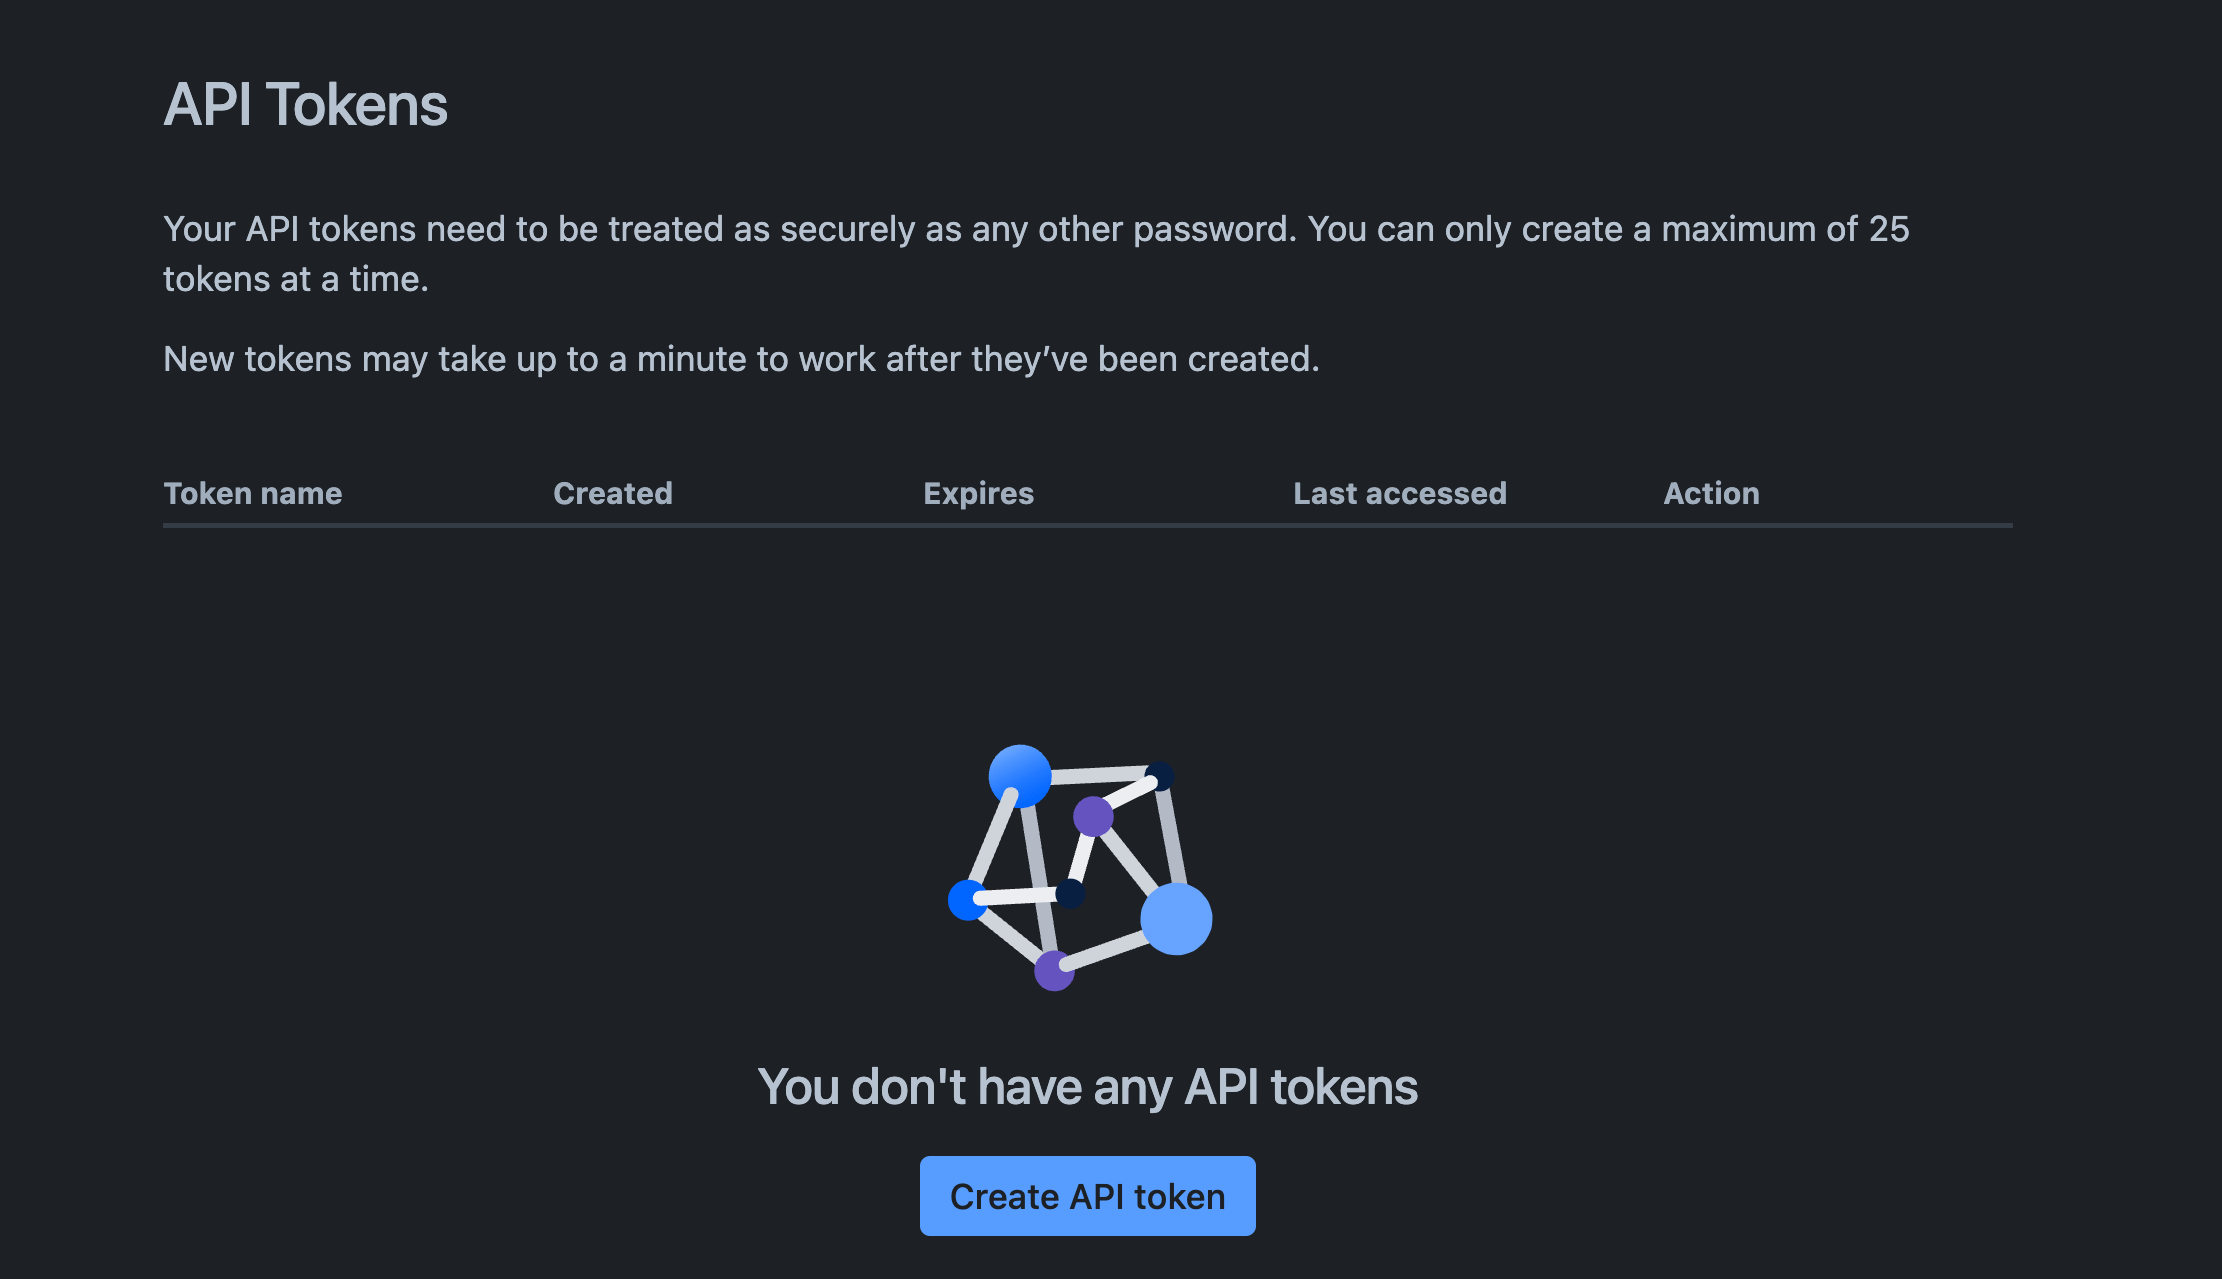 API Tokens
Your API tokens need to be treated as securely as any other password. You can only create a maximum of 25
tokens at a time.
New tokens may take up to a minute to work after they’ve been created.
Token name Created Expires Last accessed Action
You don't have any API tokens
Create API token